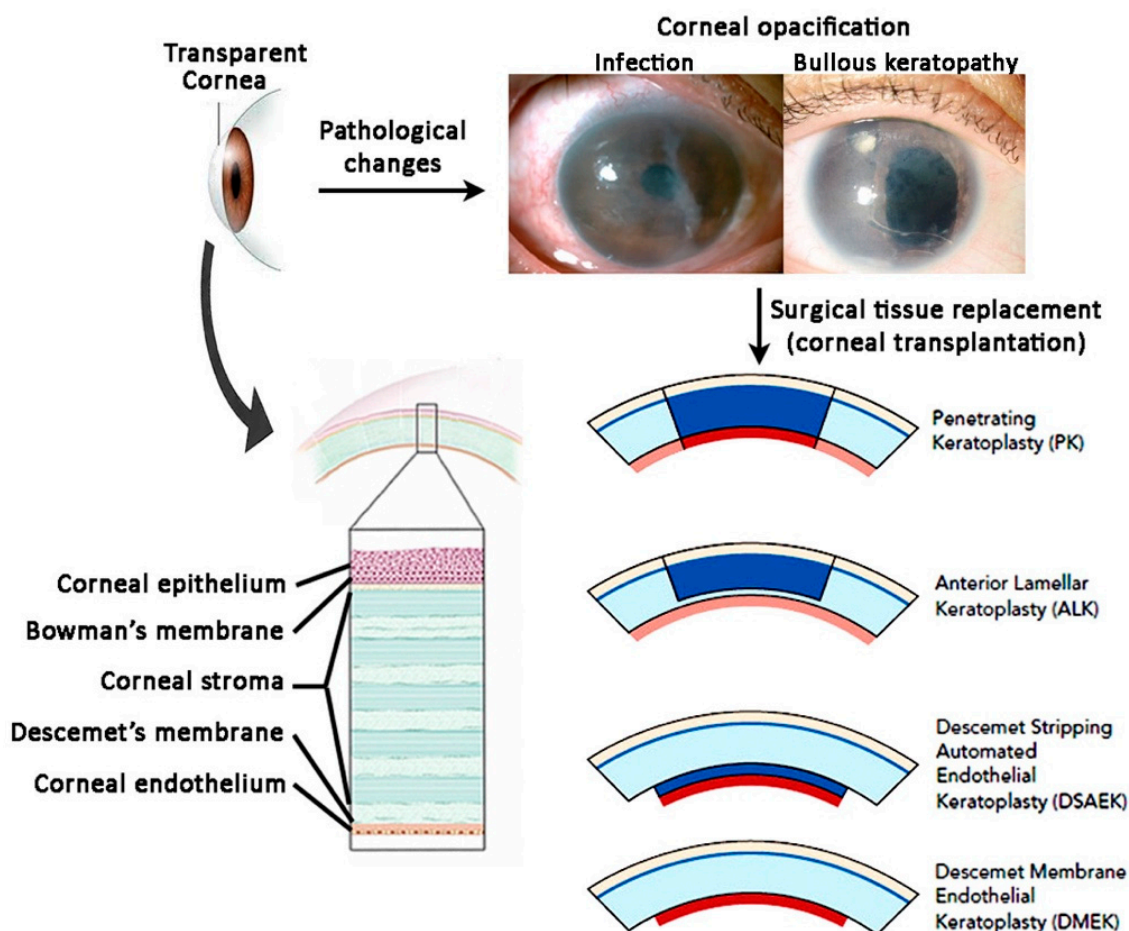 Transparent
Cornea
Pathological
changes
Corneal opacification
Infection
Bullous keratopathy
Surgical tissue replacement
(corneal transplantation)
Corneal epithelium
Bowman's membrane
Corneal stroma
Descemet's membrane
Corneal endothelium
Penetrating
Keratoplasty (PK)
Anterior Lamellar
Keratoplasty (ALK)
Descemet Stripping
Automated
Endothelial
Keratoplasty (DSAEK)
Descemet Membrane
Endothelial
Keratoplasty (DMEK)